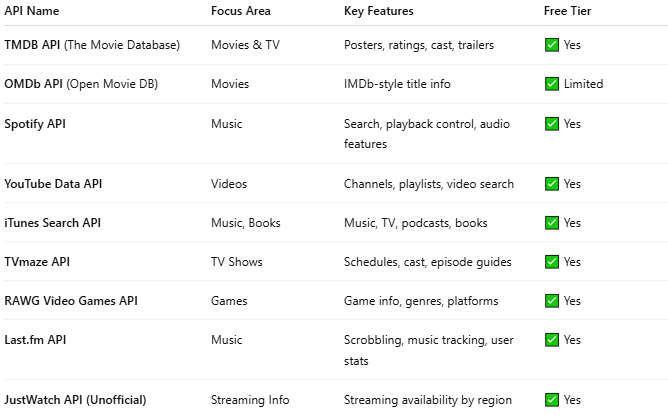 API Name Focus Area Key Features Free Tier
TMDB API (The Movie Database) Movies & TV Posters, ratings, cast, trailers ✅ Yes
OMDb API (Open Movie DB) Movies IMDb-style title info ✅ Limited
Spotify API Music Search, playback control, audio ✅ Yes
features
YouTube Data API Videos Channels, playlists, video search ✅ Yes
iTunes Search API Music, Books Music, TV, podcasts, books ✅ Yes
TVmaze API TV Shows Schedules, cast, episode guides ✅ Yes
RAWG Video Games API Games Game info, genres, platforms ✅ Yes
Last.fm API Music Scrobbling, music tracking, user ✅ Yes
stats
JustWatch API (Unofficial) Streaming Info Streaming availability by region ✅ Yes